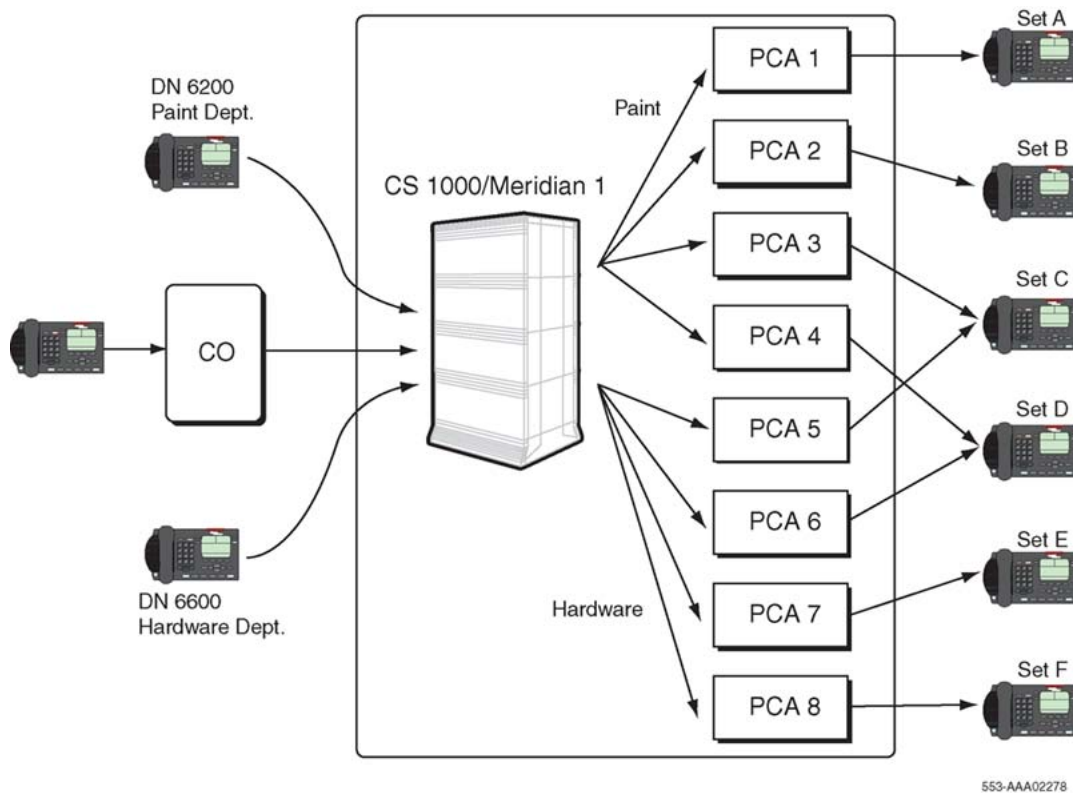 DN 6200
Paint Dept.
CO
DN 6600
Hardware Dept.
CS 1000/Meridian 1
Paint
Hardware
PCA 1
PCA 2
PCA 3
PCA 4
PCA 5
PCA 6
PCA 7
PCA 8
Set A
Set B
Set C
Set D
Set E
Set F
553-AAA02278